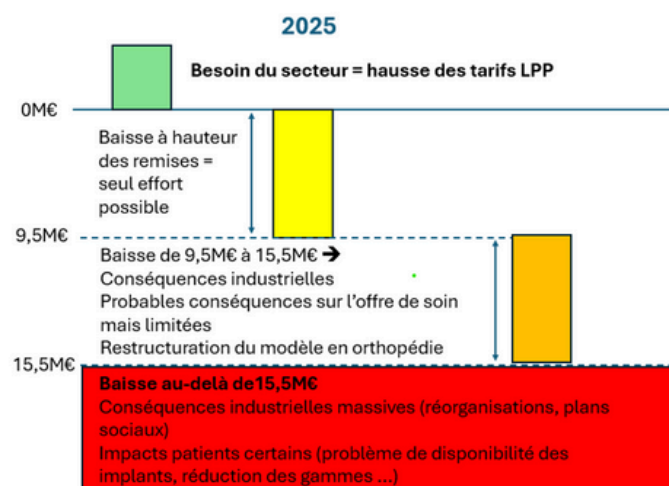 2025
Besoin du secteur = hausse des tarifs LPP
0M€
Baisse à hauteur
des remises =
seul effort
possible
9,5M€
Baisse de 9,5M€ à 15,5M€ ➔
Conséquences industrielles
Probables conséquences sur l'offre de soin
mais limitées
Restructuration du modèle en orthopédie
15,5M€
Baisse au-delà de15,5M€
Conséquences industrielles massives (réorganisations, plans
sociaux)
Impacts patients certains (problème de disponibilité des
implants, réduction des gammes ...)